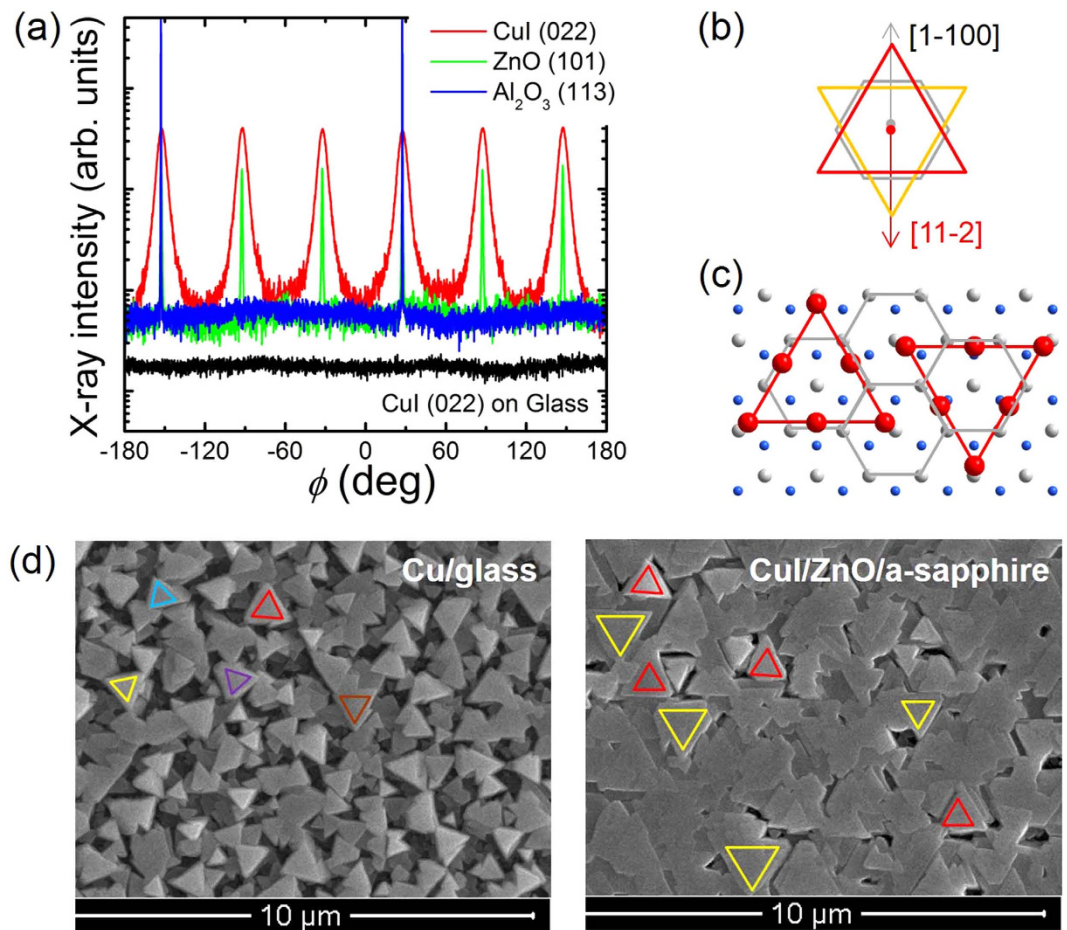 (a)
CuI (022)
ZnO (101)
Al₂O₃ (113)
X-ray intensity (arb. units)
CuI (022) on Glass
-180 -120 -60 0 60 120 180
ϕ (deg)
(b)
[1-100]
[11-2]
(c)
(d)
Cu/glass
10 µm
CuI/ZnO/a-sapphire
10 µm